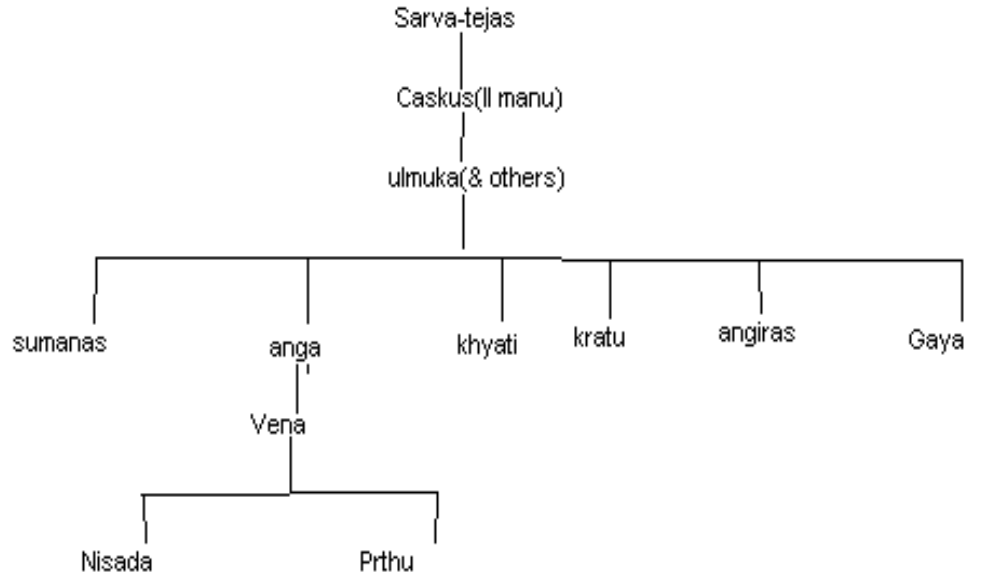 Sarva-tejas
Caskus(II manu)
ulmuka(& others)
sumanas
anga
khyati
kratu
angiras
Gaya
Vena
Nisada
Prthu